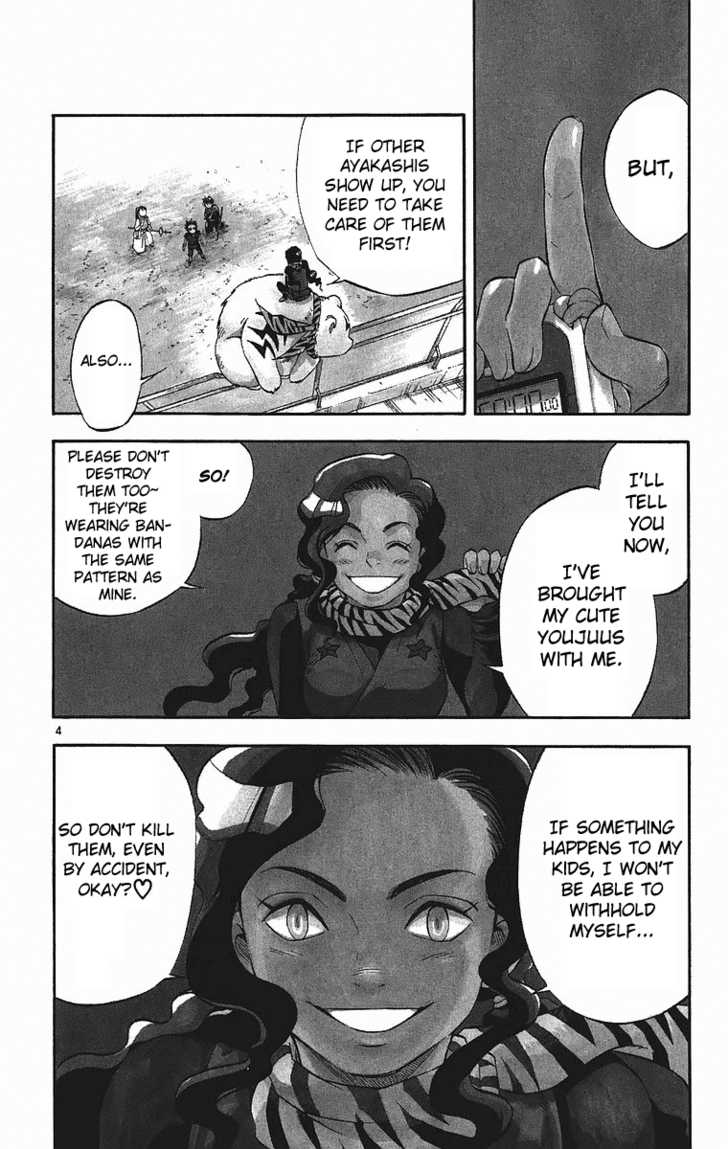 BUT,
IF OTHER
AYAKASHIS
SHOW UP, YOU
NEED TO TAKE
CARE OF THEM
FIRST!
ALSO...
I'LL
TELL
YOU
NOW,
I'VE
BROUGHT
MY CUTE
YOUJUUS
WITH ME.
SO!
PLEASE DON'T
DESTROY
THEM TOO~
THEY'RE
WEARING BAN-
DANAS WITH
THE SAME
PATTERN AS
MINE.
4
IF SOMETHING
HAPPENS TO MY
KIDS, I WON'T
BE ABLE TO
WITHHOLD
MYSELF...
SO DON'T KILL
THEM, EVEN
BY ACCIDENT,
OKAY?♡